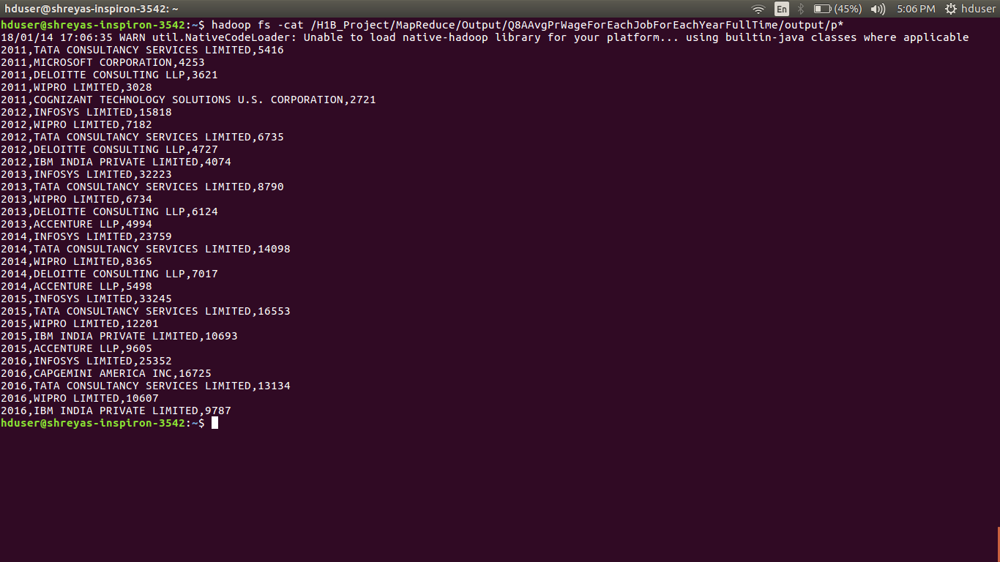 hduser@shreyas-inspiron-3542: ~ En (45%) 5:06 PM hduser
hduser@shreyas-inspiron-3542:~$ hadoop fs -cat /H1B_Project/MapReduce/Output/Q8AAvgPrWageForEachJobForEachYearFullTime/output/p*
18/01/14 17:06:35 WARN util.NativeCodeLoader: Unable to load native-hadoop library for your platform... using builtin-java classes where applicable
2011,TATA CONSULTANCY SERVICES LIMITED,5416
2011,MICROSOFT CORPORATION,4253
2011,DELOITTE CONSULTING LLP,3621
2011,WIPRO LIMITED,3028
2011,COGNIZANT TECHNOLOGY SOLUTIONS U.S. CORPORATION,2721
2012,INFOSYS LIMITED,15818
2012,WIPRO LIMITED,7182
2012,TATA CONSULTANCY SERVICES LIMITED,6735
2012,DELOITTE CONSULTING LLP,4727
2012,IBM INDIA PRIVATE LIMITED,4074
2013,INFOSYS LIMITED,32223
2013,TATA CONSULTANCY SERVICES LIMITED,8790
2013,WIPRO LIMITED,6734
2013,DELOITTE CONSULTING LLP,6124
2013,ACCENTURE LLP,4994
2014,INFOSYS LIMITED,23759
2014,TATA CONSULTANCY SERVICES LIMITED,14098
2014,WIPRO LIMITED,8365
2014,DELOITTE CONSULTING LLP,7017
2014,ACCENTURE LLP,5498
2015,INFOSYS LIMITED,33245
2015,TATA CONSULTANCY SERVICES LIMITED,16553
2015,WIPRO LIMITED,12201
2015,IBM INDIA PRIVATE LIMITED,10693
2015,ACCENTURE LLP,9605
2016,INFOSYS LIMITED,25352
2016,CAPGEMINI AMERICA INC,16725
2016,TATA CONSULTANCY SERVICES LIMITED,13134
2016,WIPRO LIMITED,10607
2016,IBM INDIA PRIVATE LIMITED,9787
hduser@shreyas-inspiron-3542:~$